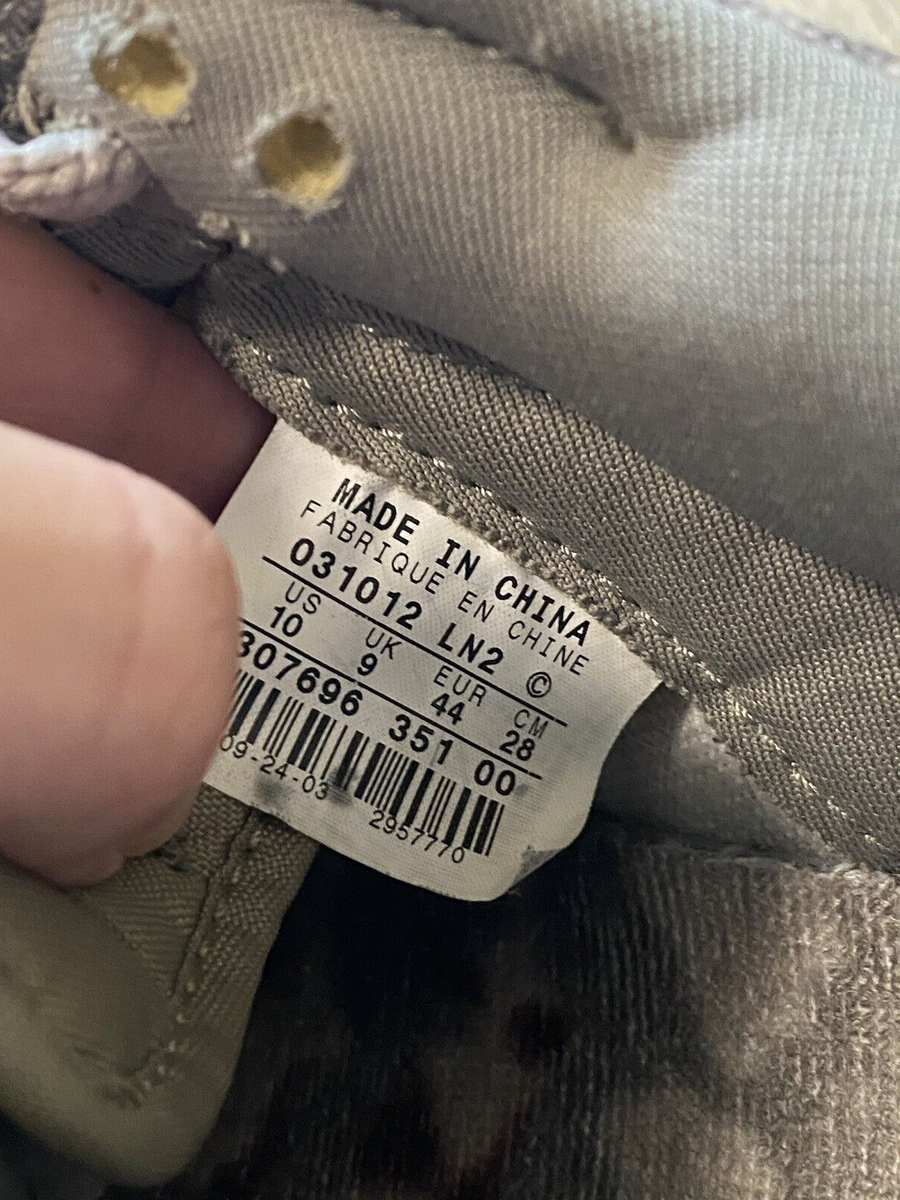 MADE IN CHINA
FABRIQUE EN CHINE
031012 LN2 ©
US UK EUR CM
10 9 44 28
307696 351 00
09-24-03 2957770